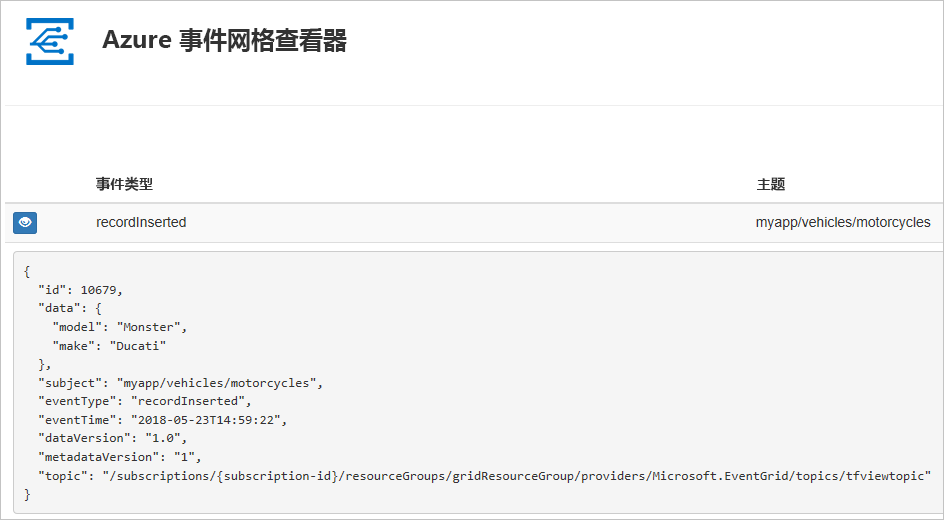 Azure 事件网格查看器
事件类型 主题
recordInserted myapp/vehicles/motorcycles
{
  "id": 10679,
  "data": {
    "model": "Monster",
    "make": "Ducati"
  },
  "subject": "myapp/vehicles/motorcycles",
  "eventType": "recordInserted",
  "eventTime": "2018-05-23T14:59:22",
  "dataVersion": "1.0",
  "metadataVersion": "1",
  "topic": "/subscriptions/{subscription-id}/resourceGroups/gridResourceGroup/providers/Microsoft.EventGrid/topics/tfviewtopic"
}